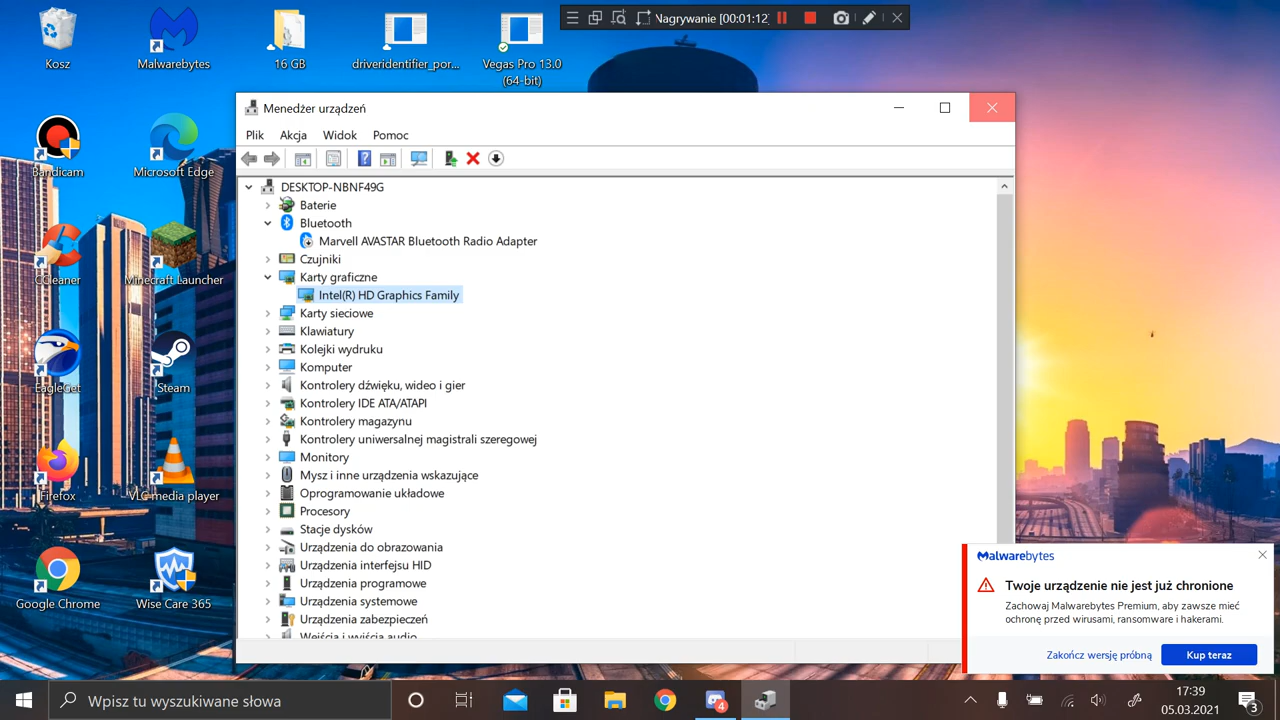 Nagrywanie [00:01:12]
Kosz
Malwarebytes
16 GB
driveridentifier_por...
Vegas Pro 13.0
(64-bit)
Bandicam
Microsoft Edge
CCleaner
Minecraft Launcher
EagleGet
Steam
Firefox
VLC media player
Google Chrome
Wise Care 365
Menedżer urządzeń
Plik Akcja Widok Pomoc
DESKTOP-NBNF49G
Baterie
Bluetooth
Marvell AVASTAR Bluetooth Radio Adapter
Czujniki
Karty graficzne
Intel(R) HD Graphics Family
Karty sieciowe
Klawiatury
Kolejki wydruku
Komputer
Kontrolery dźwięku, wideo i gier
Kontrolery IDE ATA/ATAPI
Kontrolery magazynu
Kontrolery uniwersalnej magistrali szeregowej
Monitory
Mysz i inne urządzenia wskazujące
Oprogramowanie układowe
Procesory
Stacje dysków
Urządzenia do obrazowania
Urządzenia interfejsu HID
Urządzenia programowe
Urządzenia systemowe
Urządzenia zabezpieczeń
Wejścia i wyjścia audio
Malwarebytes
Twoje urządzenie nie jest już chronione
Zachowaj Malwarebytes Premium, aby zawsze mieć
ochronę przed wirusami, ransomware i hakerami.
Zakończ wersję próbną Kup teraz
Wpisz tu wyszukiwane słowa
4
17:39
05.03.2021
3